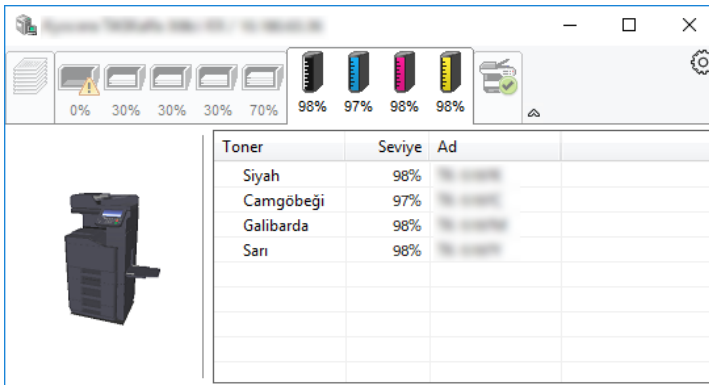 0% 30% 30% 30% 70% 98% 97% 98% 98%
Toner Seviye Ad
Siyah 98%
Camgöbeği 97%
Galibarda 98%
Sarı 98%